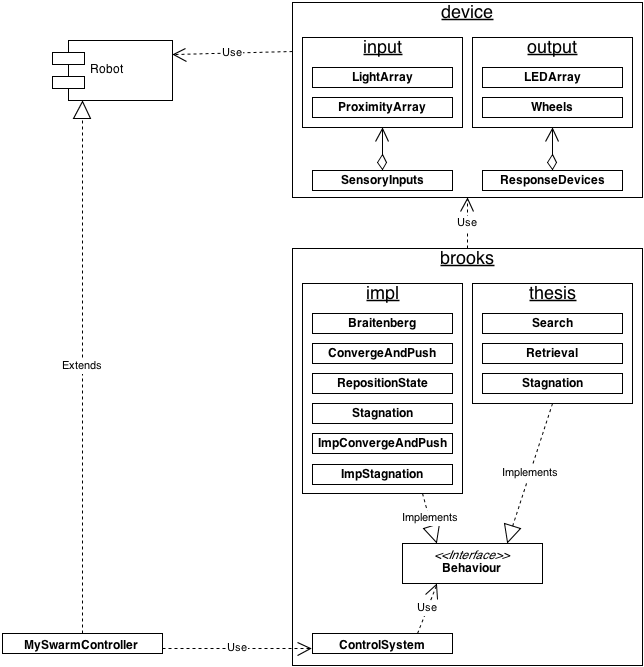 device
input
output
Use
Robot
LightArray
LEDArray
ProximityArray
Wheels
SensoryInputs
ResponseDevices
Use
brooks
impl
thesis
Braitenberg
Search
ConvergeAndPush
Retrieval
Extends
RepositionState
Stagnation
Stagnation
ImpConvergeAndPush
ImpStagnation
Implements
Implements
<<Interface>>
Behaviour
Use
MySwarmController
Use
ControlSystem